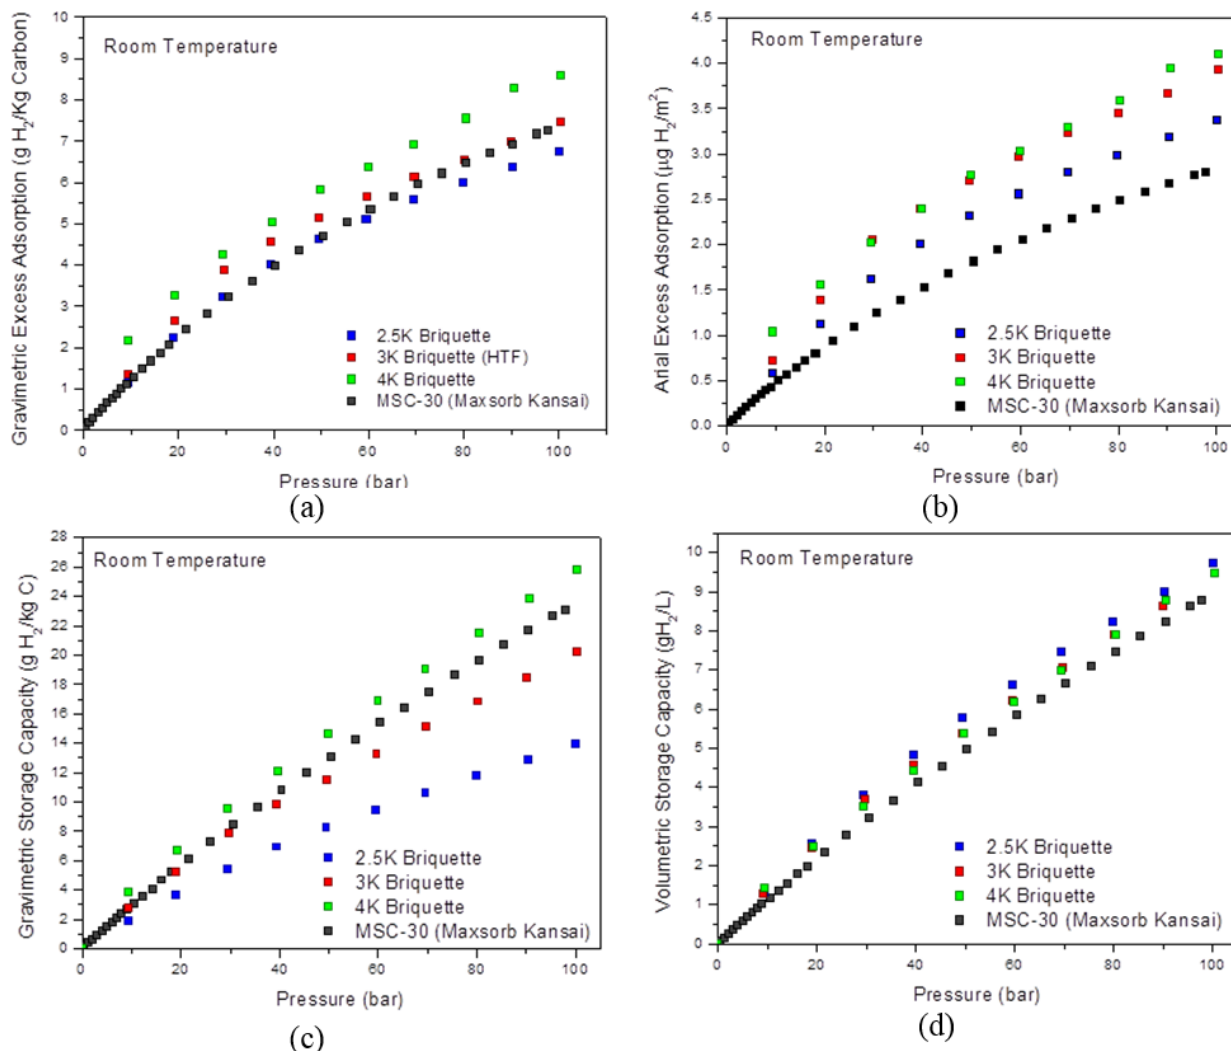 Room Temperature
Gravimetric Excess Adsorption (g H2/Kg Carbon)
10
9
8
7
6
5
4
3
2
1
0
2.5K Briquette
3K Briquette (HTF)
4K Briquette
MSC-30 (Maxsorb Kansai)
0 20 40 60 80 100
Pressure (bar)
(a)
Room Temperature
Arial Excess Adsorption (µg H2/m2)
4.5
4.0
3.5
3.0
2.5
2.0
1.5
1.0
0.5
0.0
2.5K Briquette
3K Briquette
4K Briquette
MSC-30 (Maxsorb Kansai)
0 20 40 60 80 100
Pressure (bar)
(b)
Room Temperature
Gravimetric Storage Capacity (g H2/kg C)
28
26
24
22
20
18
16
14
12
10
8
6
4
2
0
2.5K Briquette
3K Briquette
4K Briquette
MSC-30 (Maxsorb Kansai)
0 20 40 60 80 100
Pressure (bar)
(c)
Room Temperature
Volumetric Storage Capacity (gH2/L)
10
9
8
7
6
5
4
3
2
1
0
2.5K Briquette
3K Briquette
4K Briquette
MSC-30 (Maxsorb Kansai)
0 20 40 60 80 100
Pressure (bar)
(d)